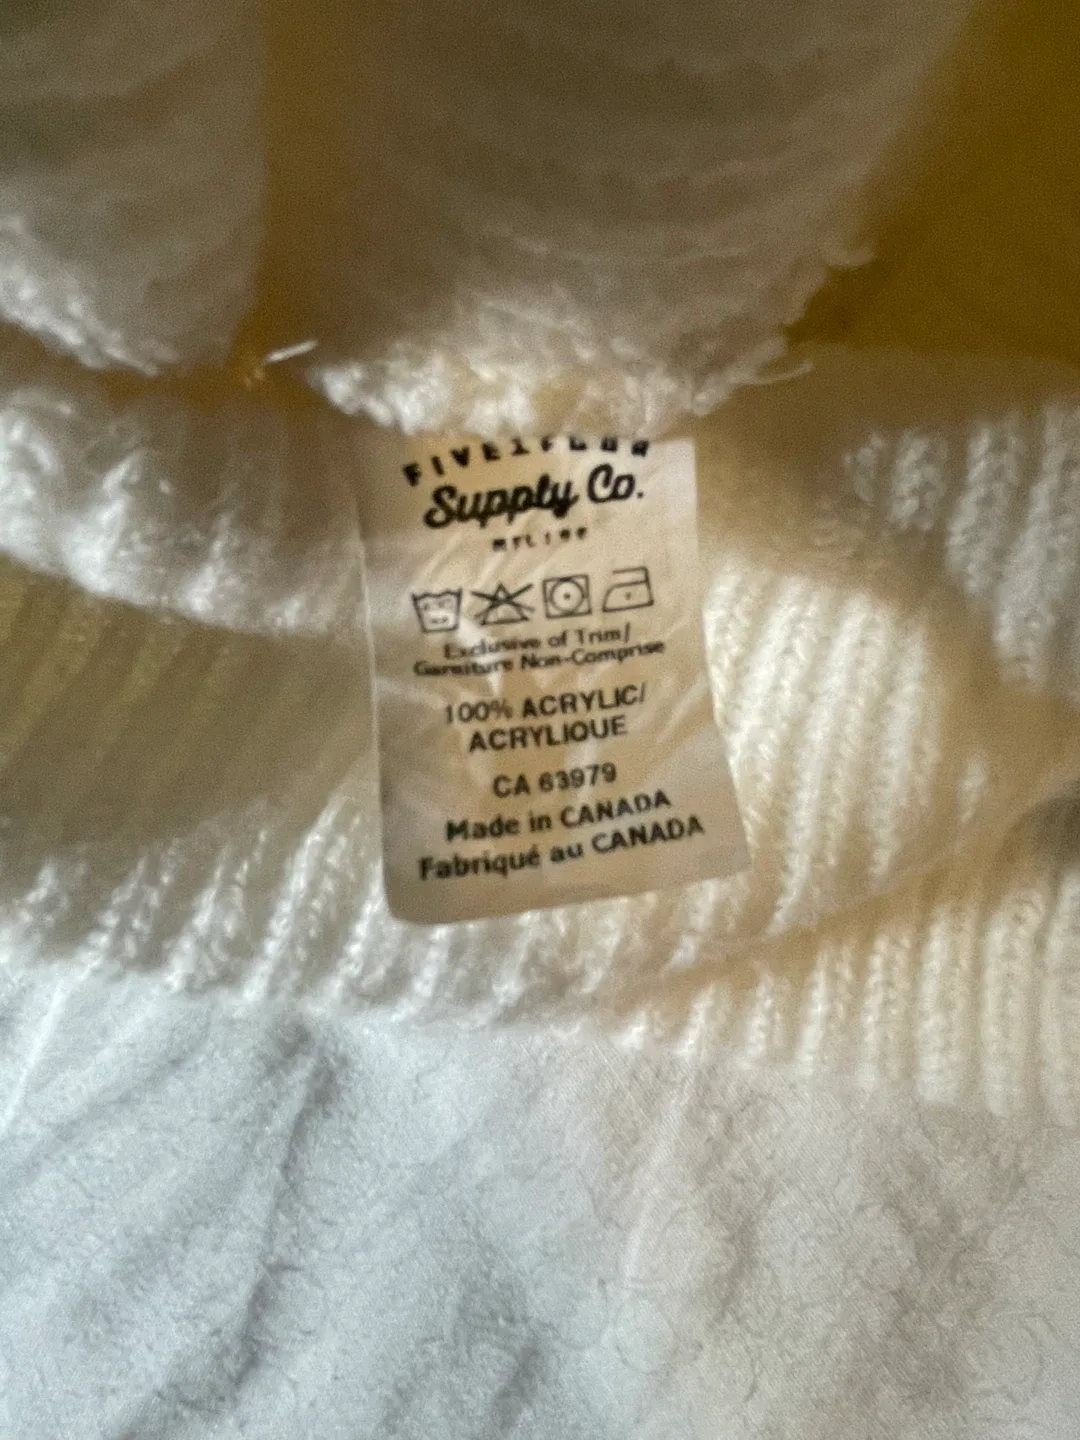 Supply Co.
Exclusive of Trim/
Garniture Non-Comprise
100% ACRYLIC/
ACRYLIQUE
CA 63979
Made in CANADA
Fabriqué au CANADA